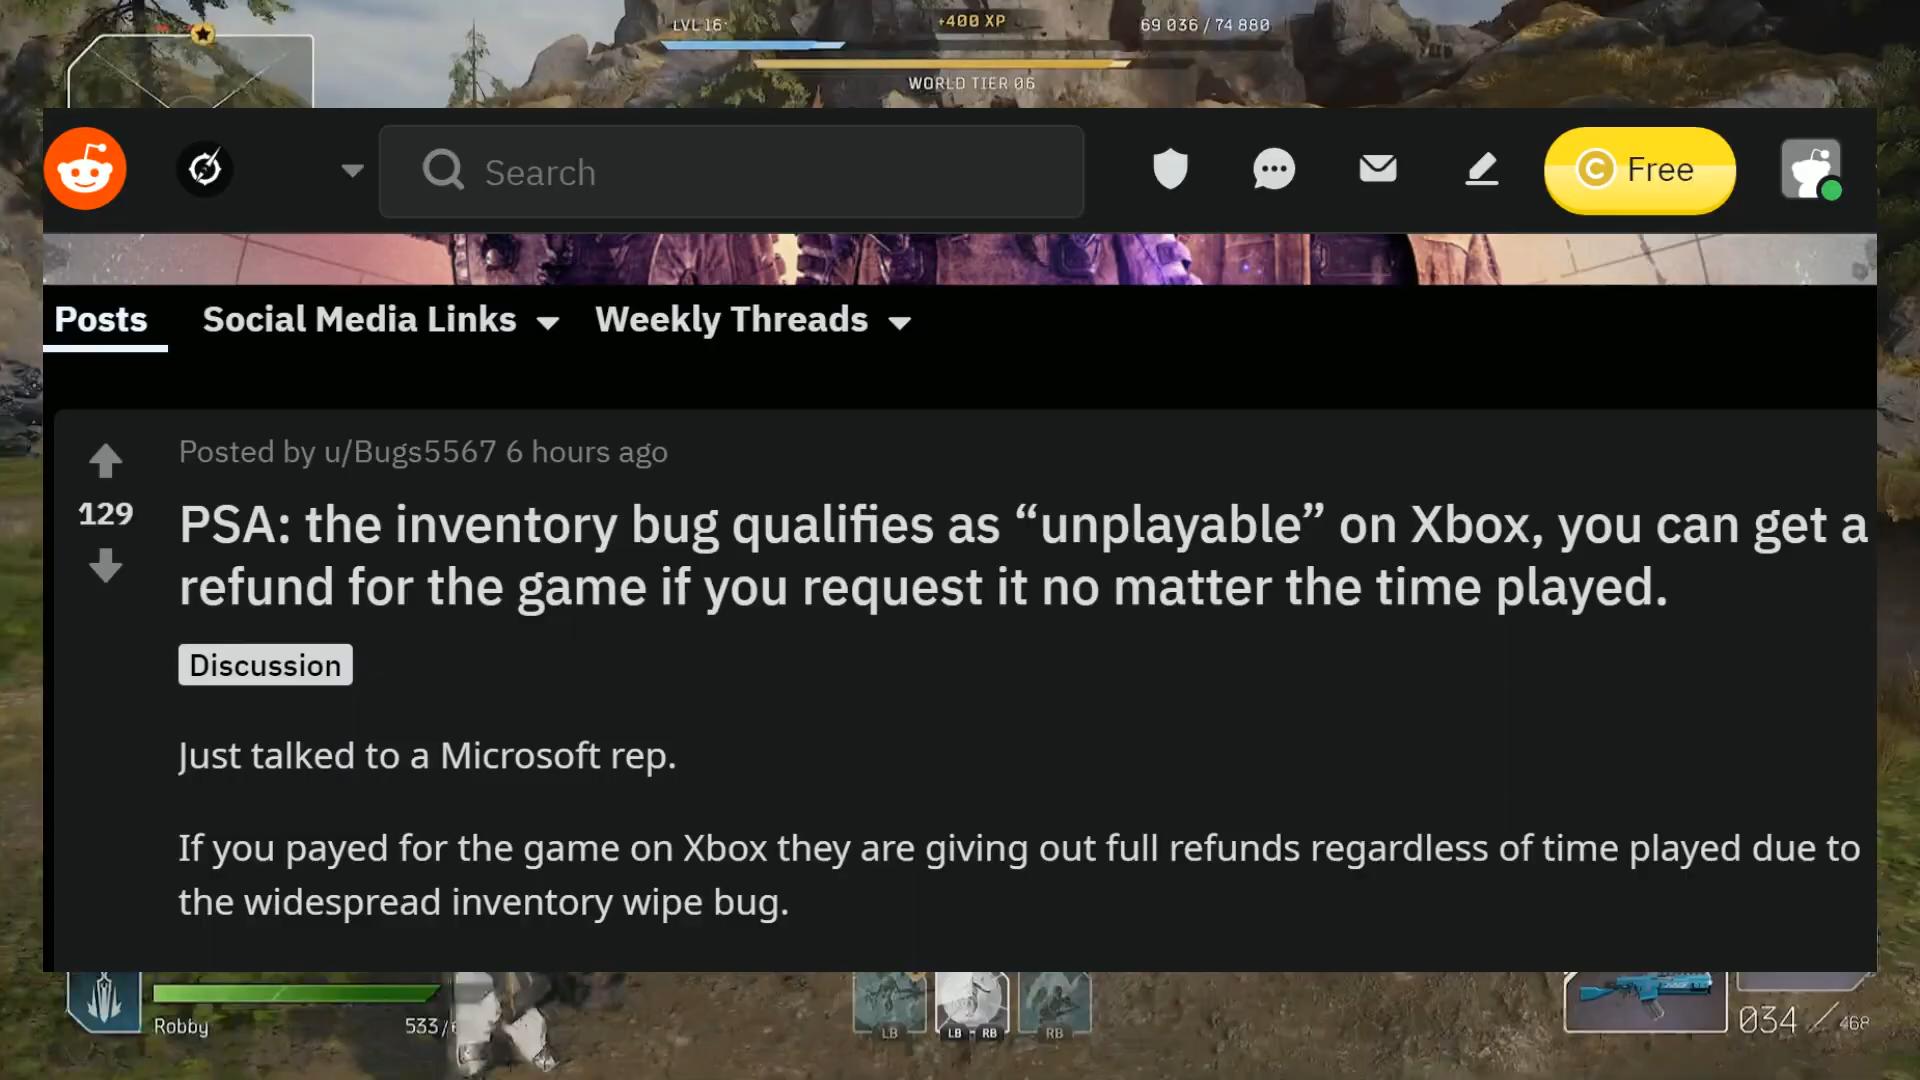 LVL 16
+400 XP
69 036 / 74 880
WORLD TIER 06
Search
Free
Posts
Social Media Links
Weekly Threads
Posted by u/Bugs5567 6 hours ago
129
PSA: the inventory bug qualifies as “unplayable” on Xbox, you can get a
refund for the game if you request it no matter the time played.
Discussion
Just talked to a Microsoft rep.
If you payed for the game on Xbox they are giving out full refunds regardless of time played due to
the widespread inventory wipe bug.
Robby
533/
LB
LB
RB
RB
034 / 468